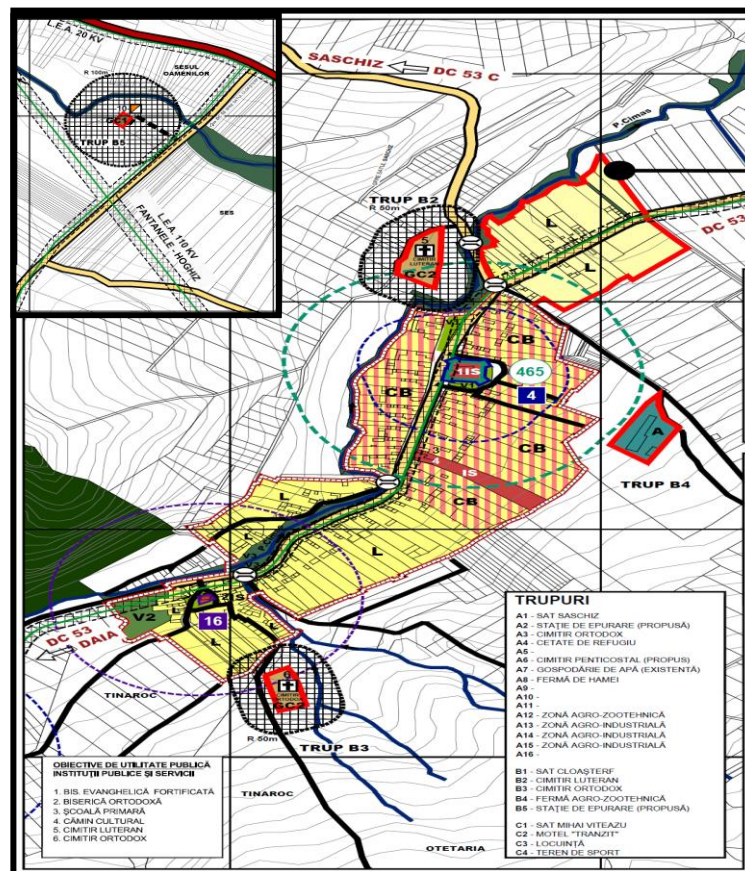 L.E.A. 20 KV
SESUL
OAMENILOR
R 100m
TRUP B5
SES
L.E.A. 110 KV
FANTANELE - HOGHIZ
SASCHIZ
DC 53 C
P.Cimas
TRUP B2
R 50m
5
CIMITIR
LUTERAN
GC2
L
L
DC 53
CB
1IS
465
4
CB
CB
A
TRUP B4
IS
CB
L
L
IS
16
V2
L
L
L
DC 53
DAIA
TINAROC
6
CIMITIR
ORTODOX
GC2
R 50m
TRUP B3
TINAROC
OTETARIA
OBIECTIVE DE UTILITATE PUBLICĂ
INSTITUȚII PUBLICE ȘI SERVICII
1. BIS. EVANGHELICĂ FORTIFICATĂ
2. BISERICĂ ORTODOXĂ
3. ȘCOALĂ PRIMARĂ
4. CĂMIN CULTURAL
5. CIMITIR LUTERAN
6. CIMITIR ORTODOX
TRUPURI
A1 - SAT SASCHIZ
A2 - STAȚIE DE EPURARE (PROPUSĂ)
A3 - CIMITIR ORTODOX
A4 - CETATE DE REFUGIU
A5 -
A6 - CIMITIR PENTICOSTAL (PROPUS)
A7 - GOSPODĂRIE DE APĂ (EXISTENTĂ)
A8 - FERMĂ DE HAMEI
A9 -
A10 -
A11 -
A12 - ZONĂ AGRO-ZOOTEHNICĂ
A13 - ZONĂ AGRO-INDUSTRIALĂ
A14 - ZONĂ AGRO-INDUSTRIALĂ
A15 - ZONĂ AGRO-INDUSTRIALĂ
A16 -
B1 - SAT CLOAȘTERF
B2 - CIMITIR LUTERAN
B3 - CIMITIR ORTODOX
B4 - FERMĂ AGRO-ZOOTEHNICĂ
B5 - STAȚIE DE EPURARE (PROPUSĂ)
C1 - SAT MIHAI VITEAZU
C2 - MOTEL "TRANZIT"
C3 - LOCUINȚĂ
C4 - TEREN DE SPORT